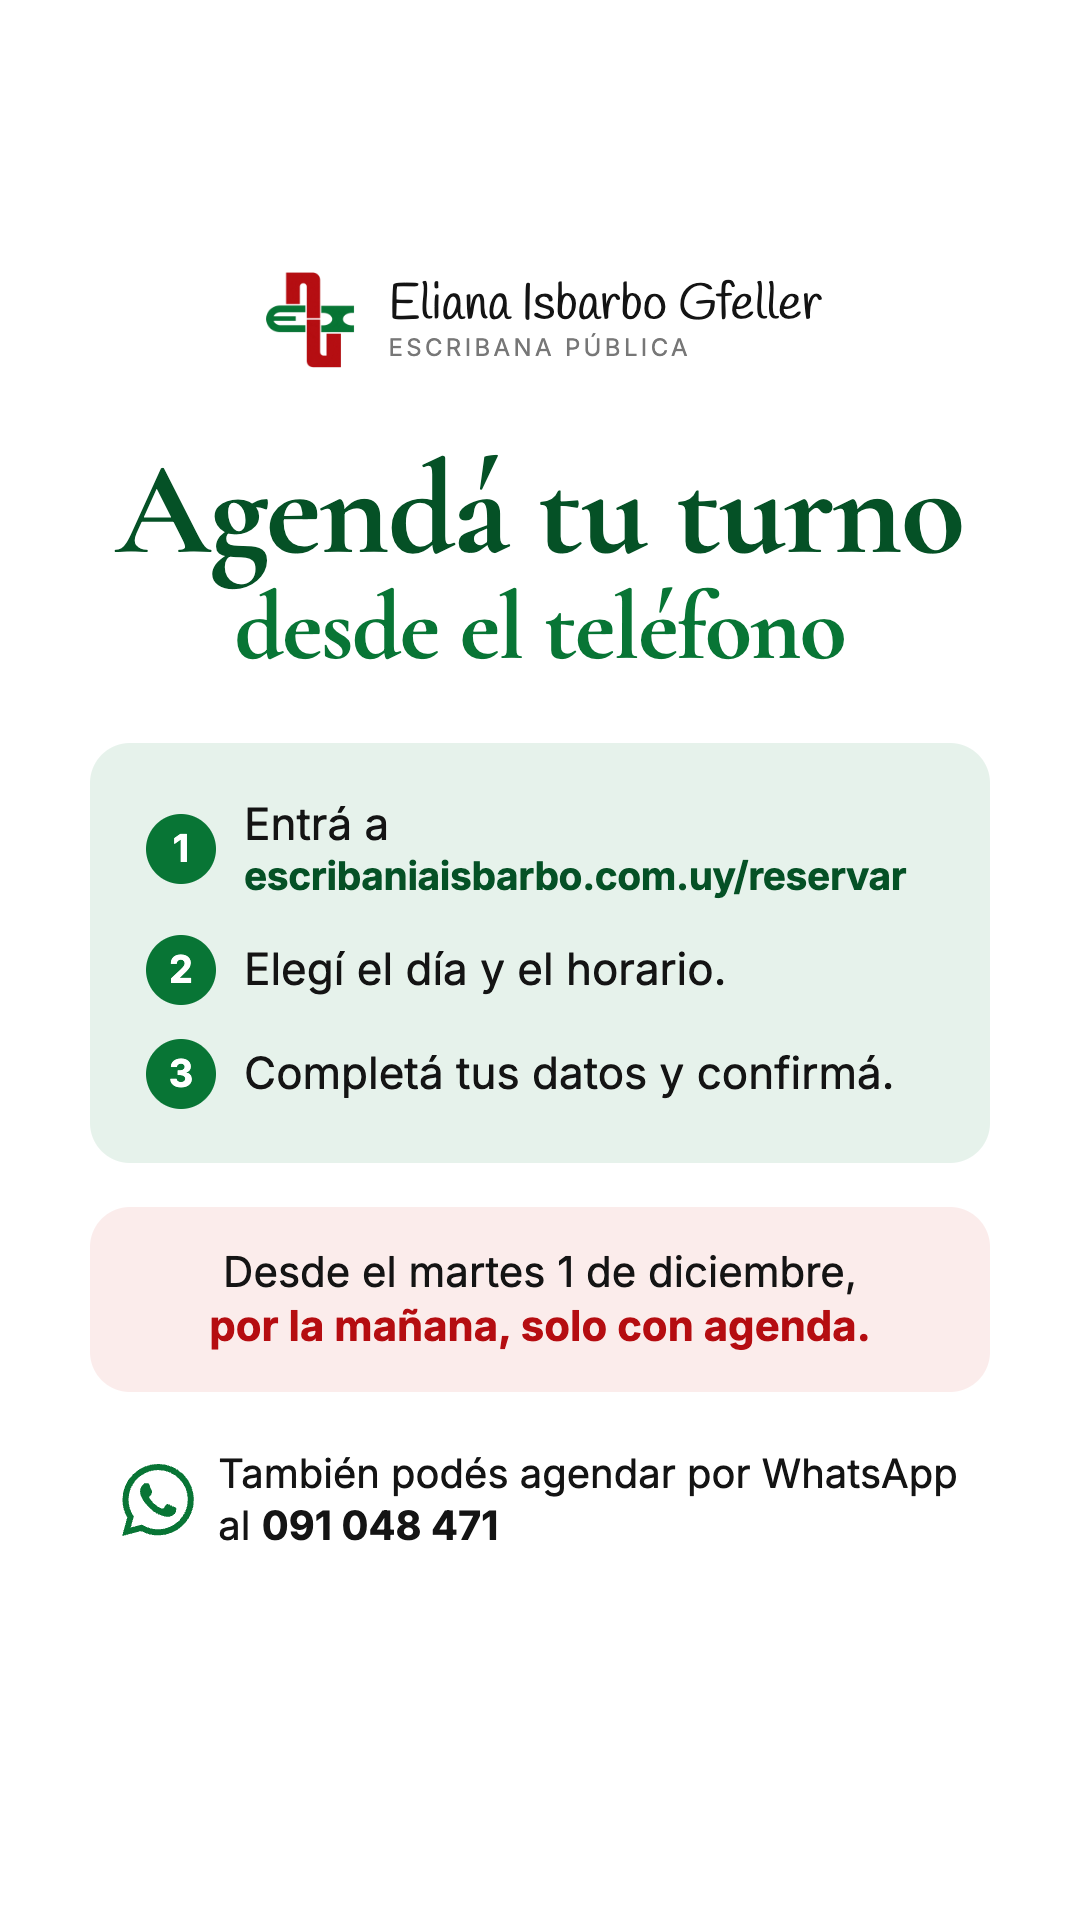 Eliana Isbarbo Gfeller
ESCRIBANA PÚBLICA
Agendá tu turno
desde el teléfono
1 Entrá a
escribaniaisbarbo.com.uy/reservar
2 Elegí el día y el horario.
3 Completá tus datos y confirmá.
Desde el martes 1 de diciembre,
por la mañana, solo con agenda.
También podés agendar por WhatsApp
al 091 048 471